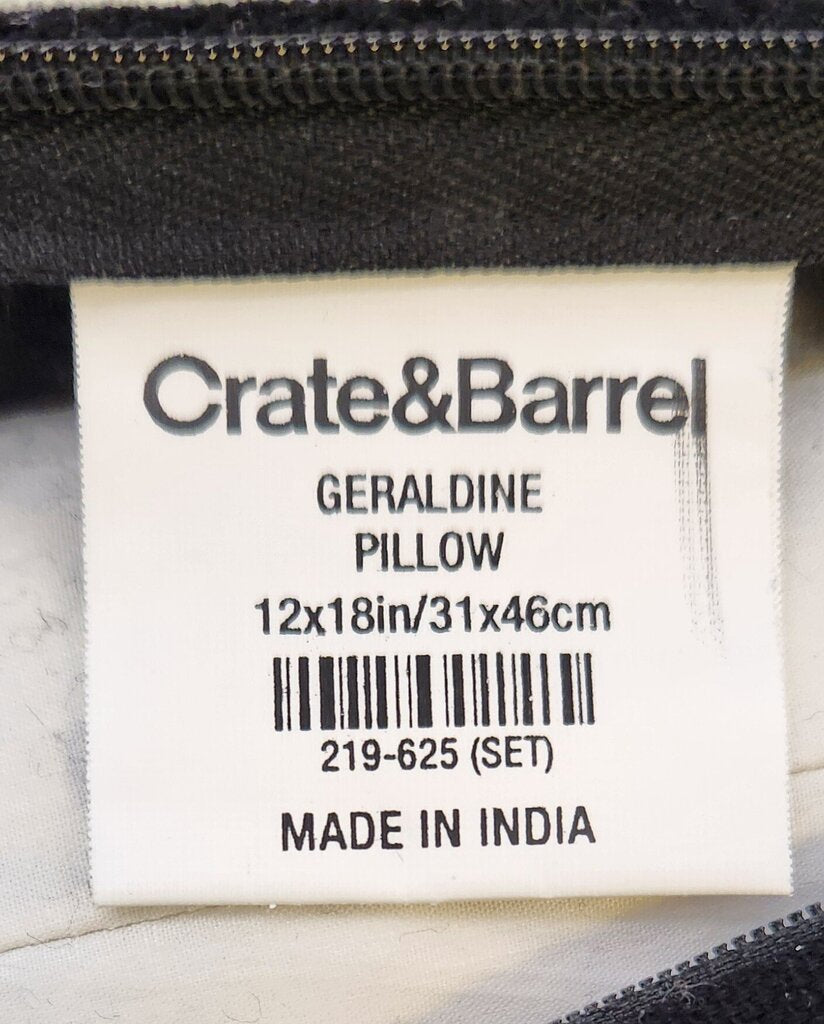 Crate&Barrel
GERALDINE
PILLOW
12x18in/31x46cm
219-625 (SET)
MADE IN INDIA